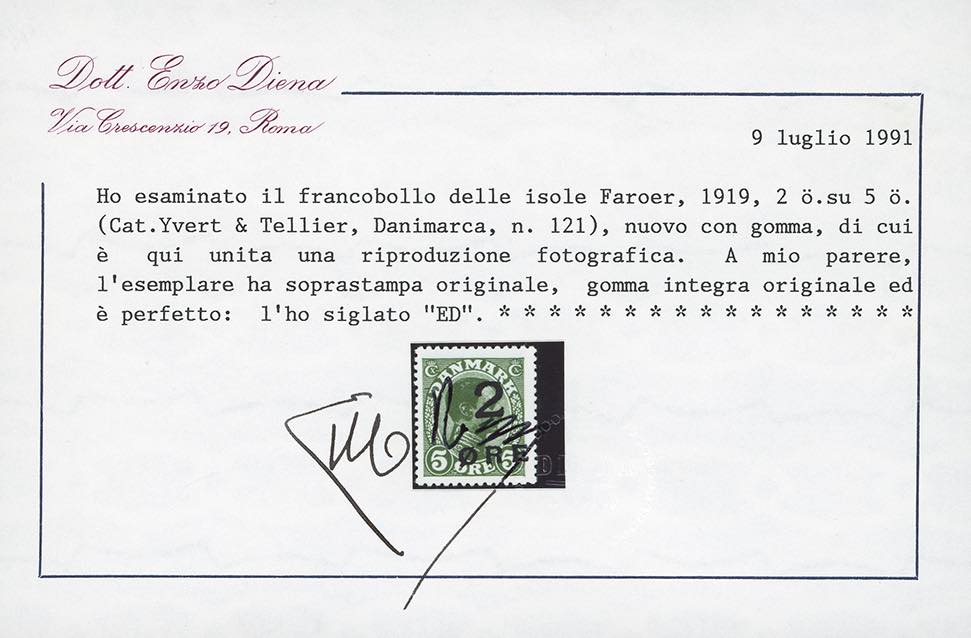 Dott. Enzo Diena
Via Crescenzio 19, Roma
9 luglio 1991
Ho esaminato il francobollo delle isole Faroer, 1919, 2 ö.su 5 ö.
(Cat.Yvert & Tellier, Danimarca, n. 121), nuovo con gomma, di cui
è qui unita una riproduzione fotografica. A mio parere,
l'esemplare ha soprastampa originale, gomma integra originale ed
è perfetto: l'ho siglato "ED". * * * * * * * * * * * * * * * * *
DANMARK
2
ØRE
5 ØRE 5